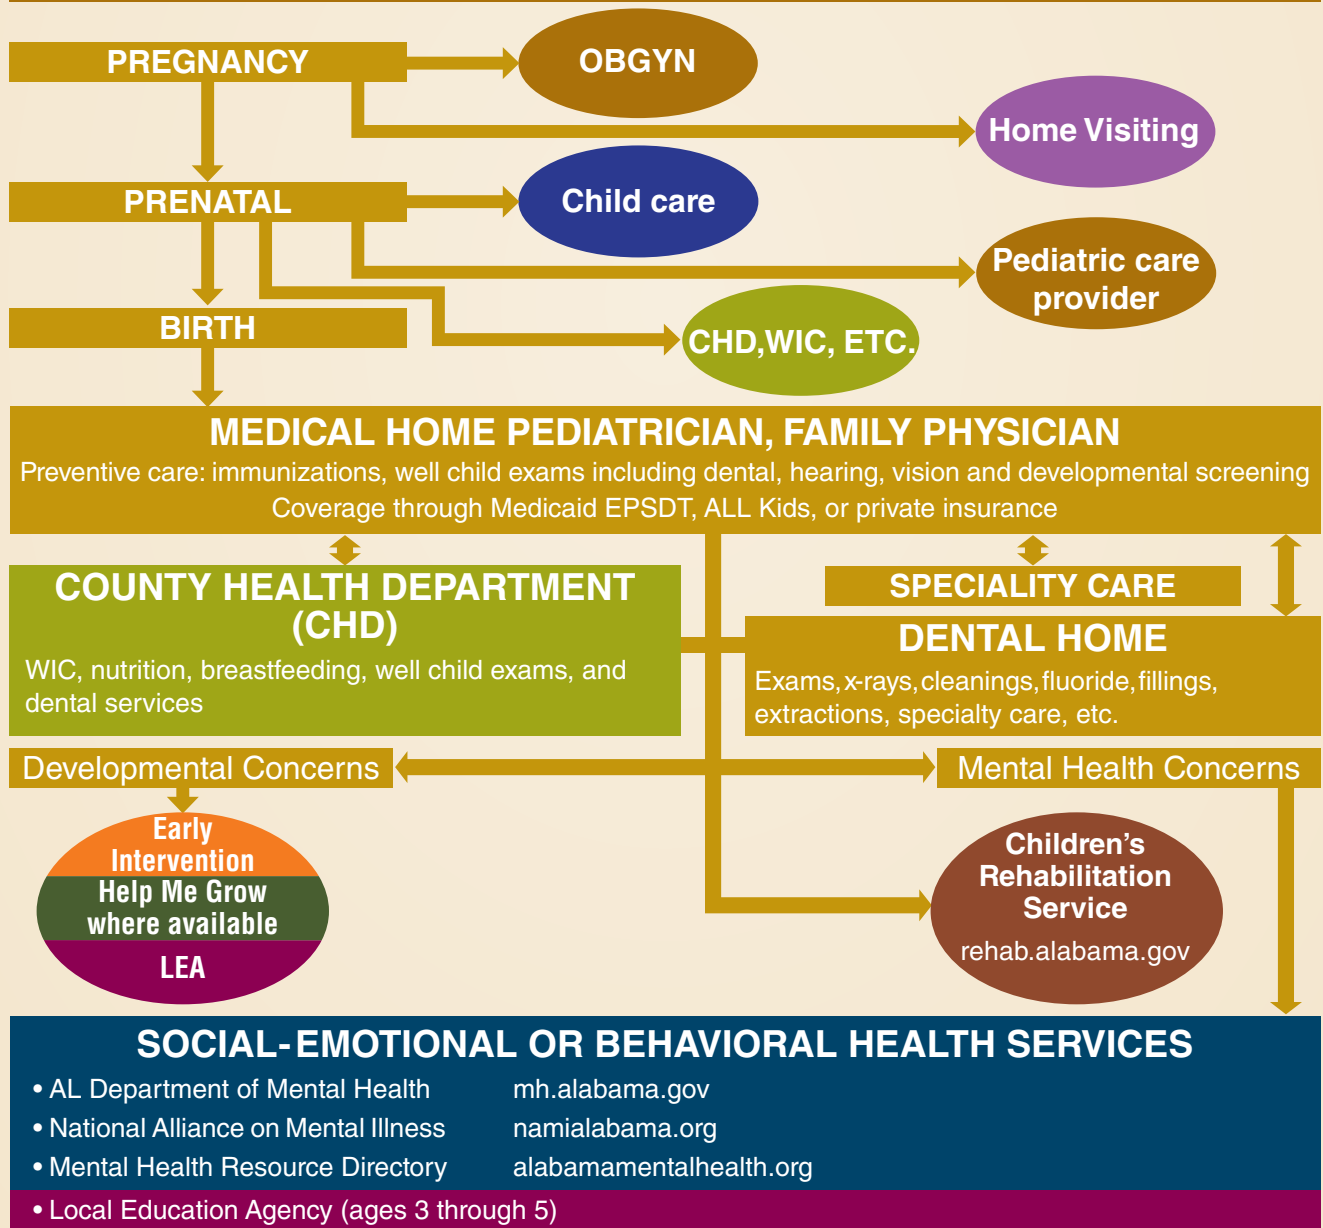 PREGNANCY
OBGYN
Home Visiting
PRENATAL
Child care
Pediatric care
provider
BIRTH
CHD,WIC, ETC.
MEDICAL HOME PEDIATRICIAN, FAMILY PHYSICIAN
Preventive care: immunizations, well child exams including dental, hearing, vision and developmental screening
Coverage through Medicaid EPSDT, ALL Kids, or private insurance
COUNTY HEALTH DEPARTMENT
(CHD)
WIC, nutrition, breastfeeding, well child exams, and
dental services
SPECIALITY CARE
DENTAL HOME
Exams, x-rays, cleanings, fluoride, fillings,
extractions, specialty care, etc.
Developmental Concerns
Mental Health Concerns
Early
Intervention
Help Me Grow
where available
LEA
Children's
Rehabilitation
Service
rehab.alabama.gov
SOCIAL-EMOTIONAL OR BEHAVIORAL HEALTH SERVICES
• AL Department of Mental Health mh.alabama.gov
• National Alliance on Mental Illness namialabama.org
• Mental Health Resource Directory alabamamentalhealth.org
• Local Education Agency (ages 3 through 5)